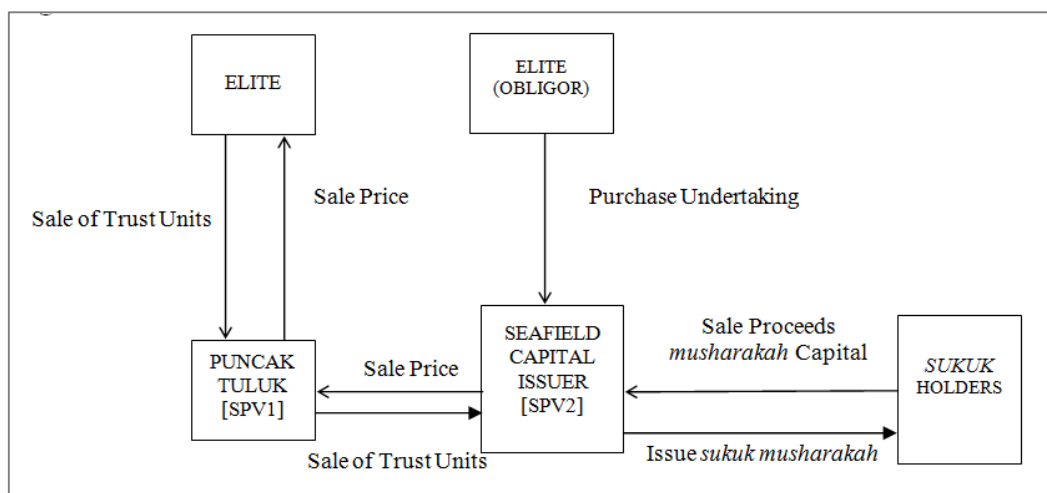 ELITE
ELITE
(OBLIGOR)
Sale of Trust Units
Sale Price
Purchase Undertaking
PUNCAK
TULUK
[SPV1]
Sale Price
Sale of Trust Units
SEAFIELD
CAPITAL
ISSUER
[SPV2]
Sale Proceeds
musharakah Capital
Issue sukuk musharakah
SUKUK
HOLDERS